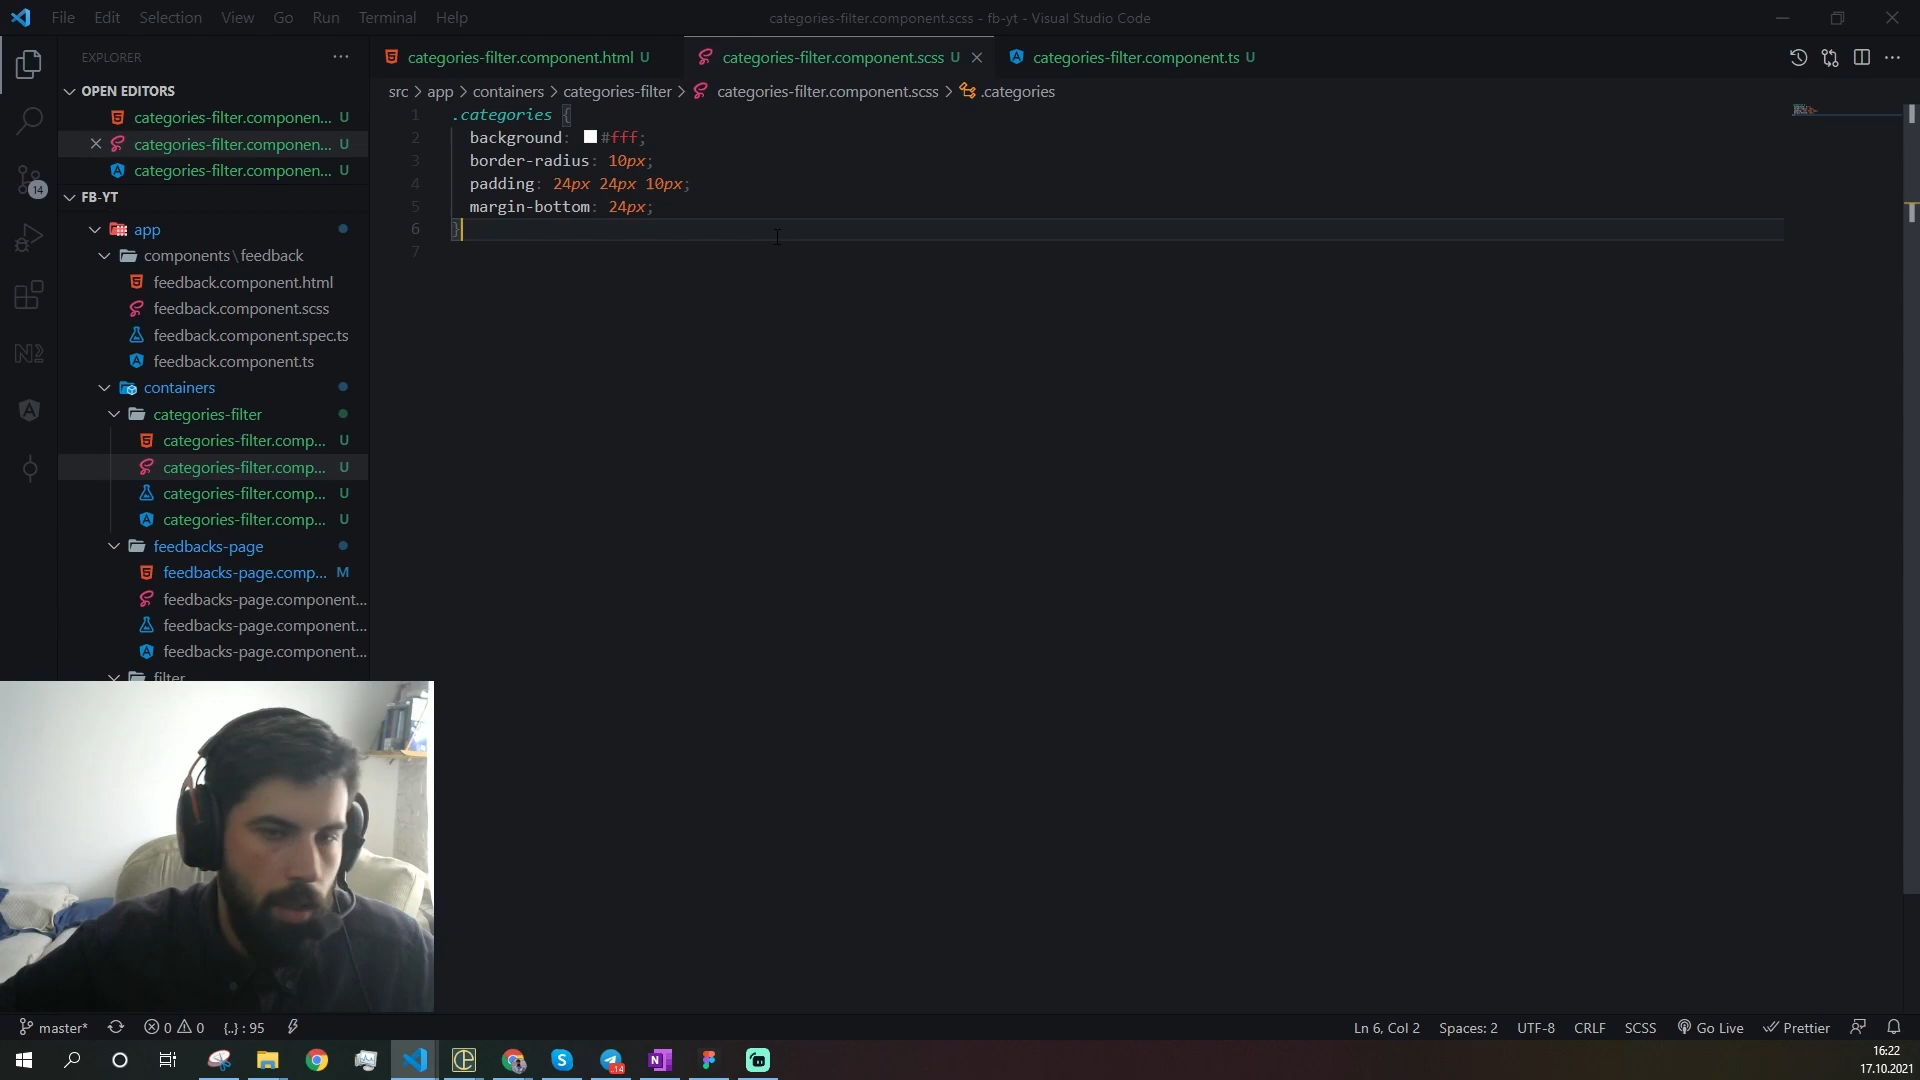 File Edit Selection View Go Run Terminal Help
categories-filter.component.scss - fb-yt - Visual Studio Code
EXPLORER
OPEN EDITORS
categories-filter.componen... U
categories-filter.componen... U
categories-filter.componen... U
FB-YT
app
components\feedback
feedback.component.html
feedback.component.scss
feedback.component.spec.ts
feedback.component.ts
containers
categories-filter
categories-filter.comp... U
categories-filter.comp... U
categories-filter.comp... U
categories-filter.comp... U
feedbacks-page
feedbacks-page.comp... M
feedbacks-page.component...
feedbacks-page.component...
feedbacks-page.component...
filter
14
categories-filter.component.html U
categories-filter.component.scss U
categories-filter.component.ts U
src > app > containers > categories-filter > categories-filter.component.scss > .categories
1 .categories {
2 background: #fff;
3 border-radius: 10px;
4 padding: 24px 24px 10px;
5 margin-bottom: 24px;
6 }
7
master* 0 0 {..} : 95
Ln 6, Col 2 Spaces: 2 UTF-8 CRLF SCSS Go Live Prettier
14
16:22
17.10.2021